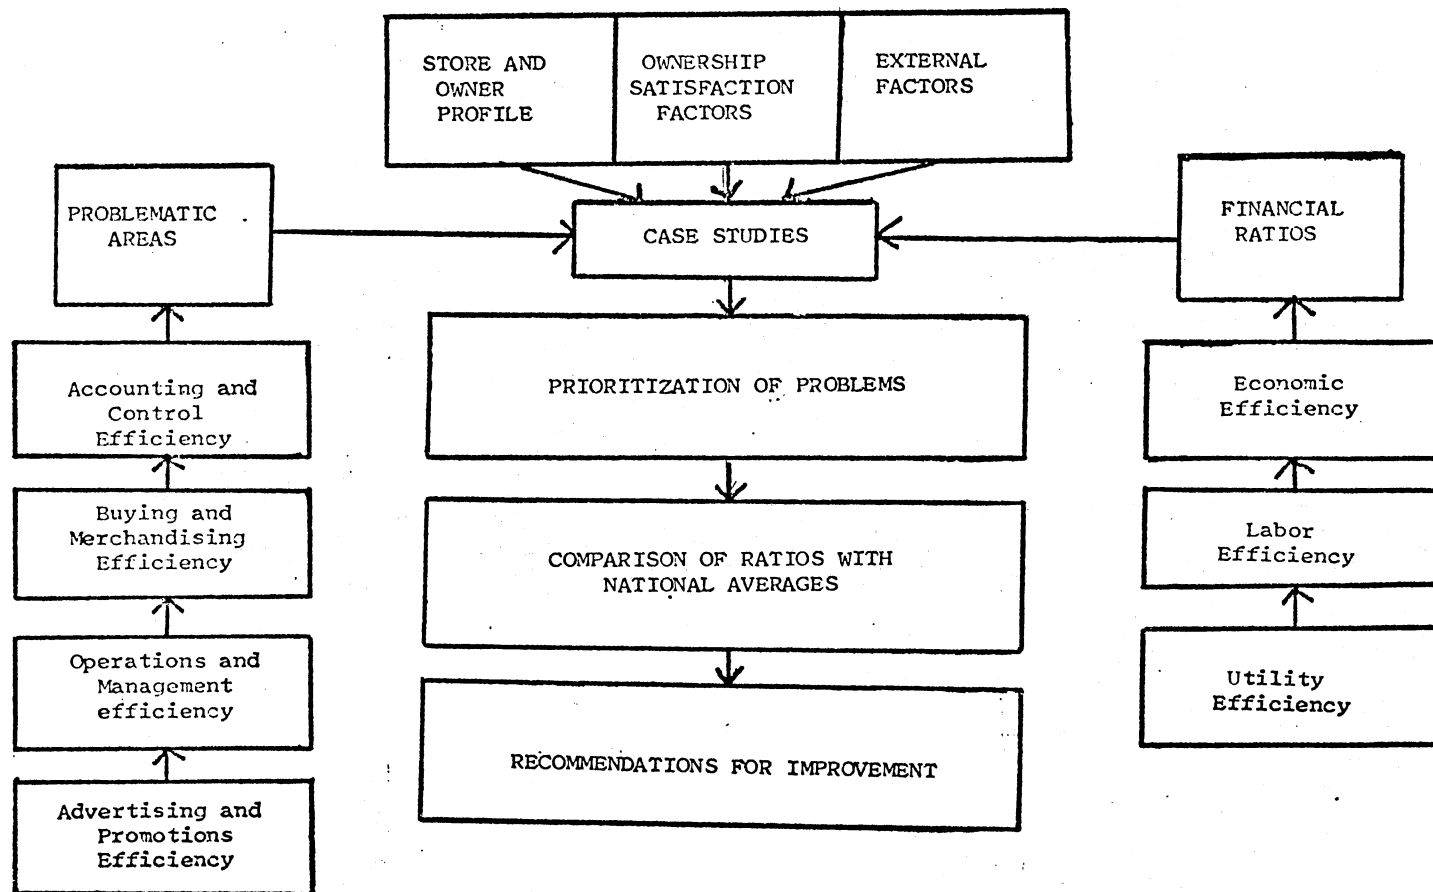 STORE AND
OWNER
PROFILE
OWNERSHIP
SATISFACTION
FACTORS
EXTERNAL
FACTORS
PROBLEMATIC
AREAS
CASE STUDIES
FINANCIAL
RATIOS
Accounting and
Control
Efficiency
Buying and
Merchandising
Efficiency
Operations and
Management
efficiency
Advertising and
Promotions
Efficiency
PRIORITIZATION OF PROBLEMS
COMPARISON OF RATIOS WITH
NATIONAL AVERAGES
RECOMMENDATIONS FOR IMPROVEMENT
Economic
Efficiency
Labor
Efficiency
Utility
Efficiency